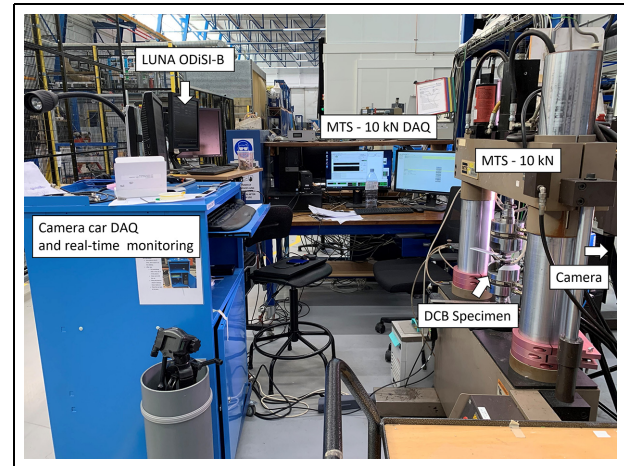 LUNA ODiSI-B
MTS - 10 kN DAQ
MTS - 10 kN
Camera car DAQ
and real-time monitoring
Camera
DCB Specimen